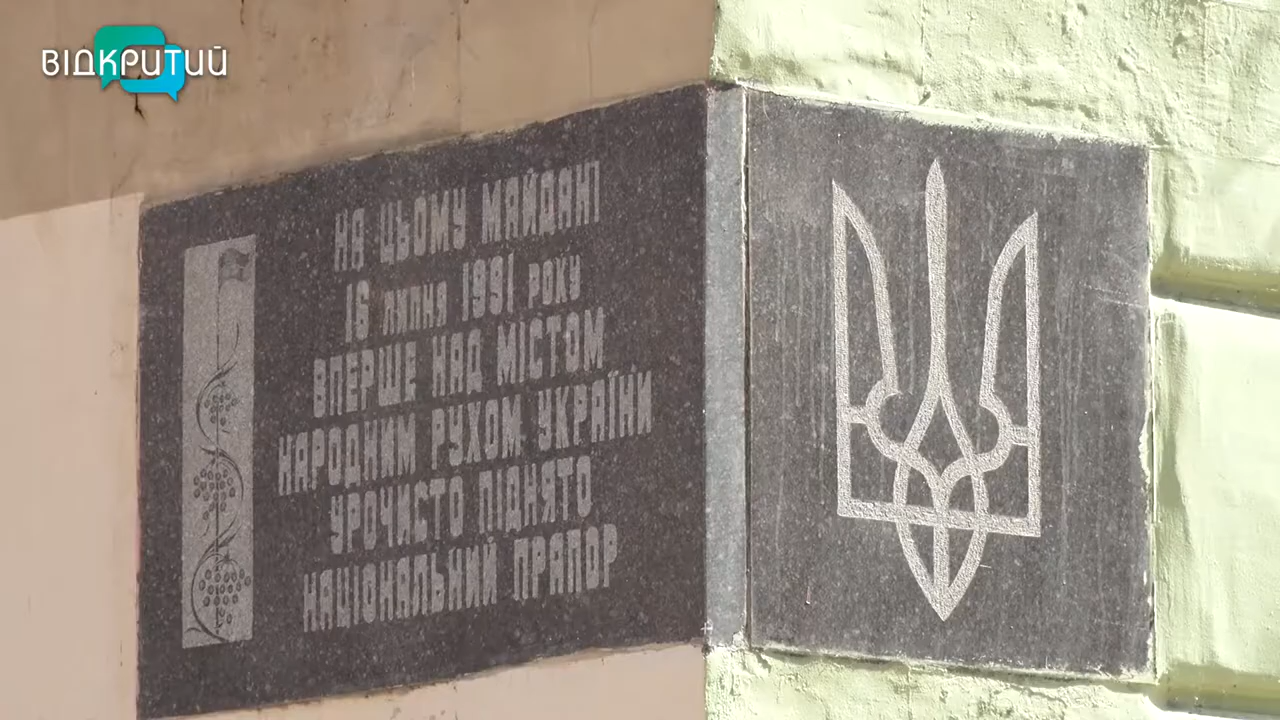 ВІДКРИТИЙ
НА ЦЬОМУ МАЙДАНІ
16 липня 1991 року
ВПЕРШЕ НАД МІСТОМ
НАРОДНИМ РУХОМ УКРАЇНИ
УРОЧИСТО ПІДНЯТО
НАЦІОНАЛЬНИЙ ПРАПОР